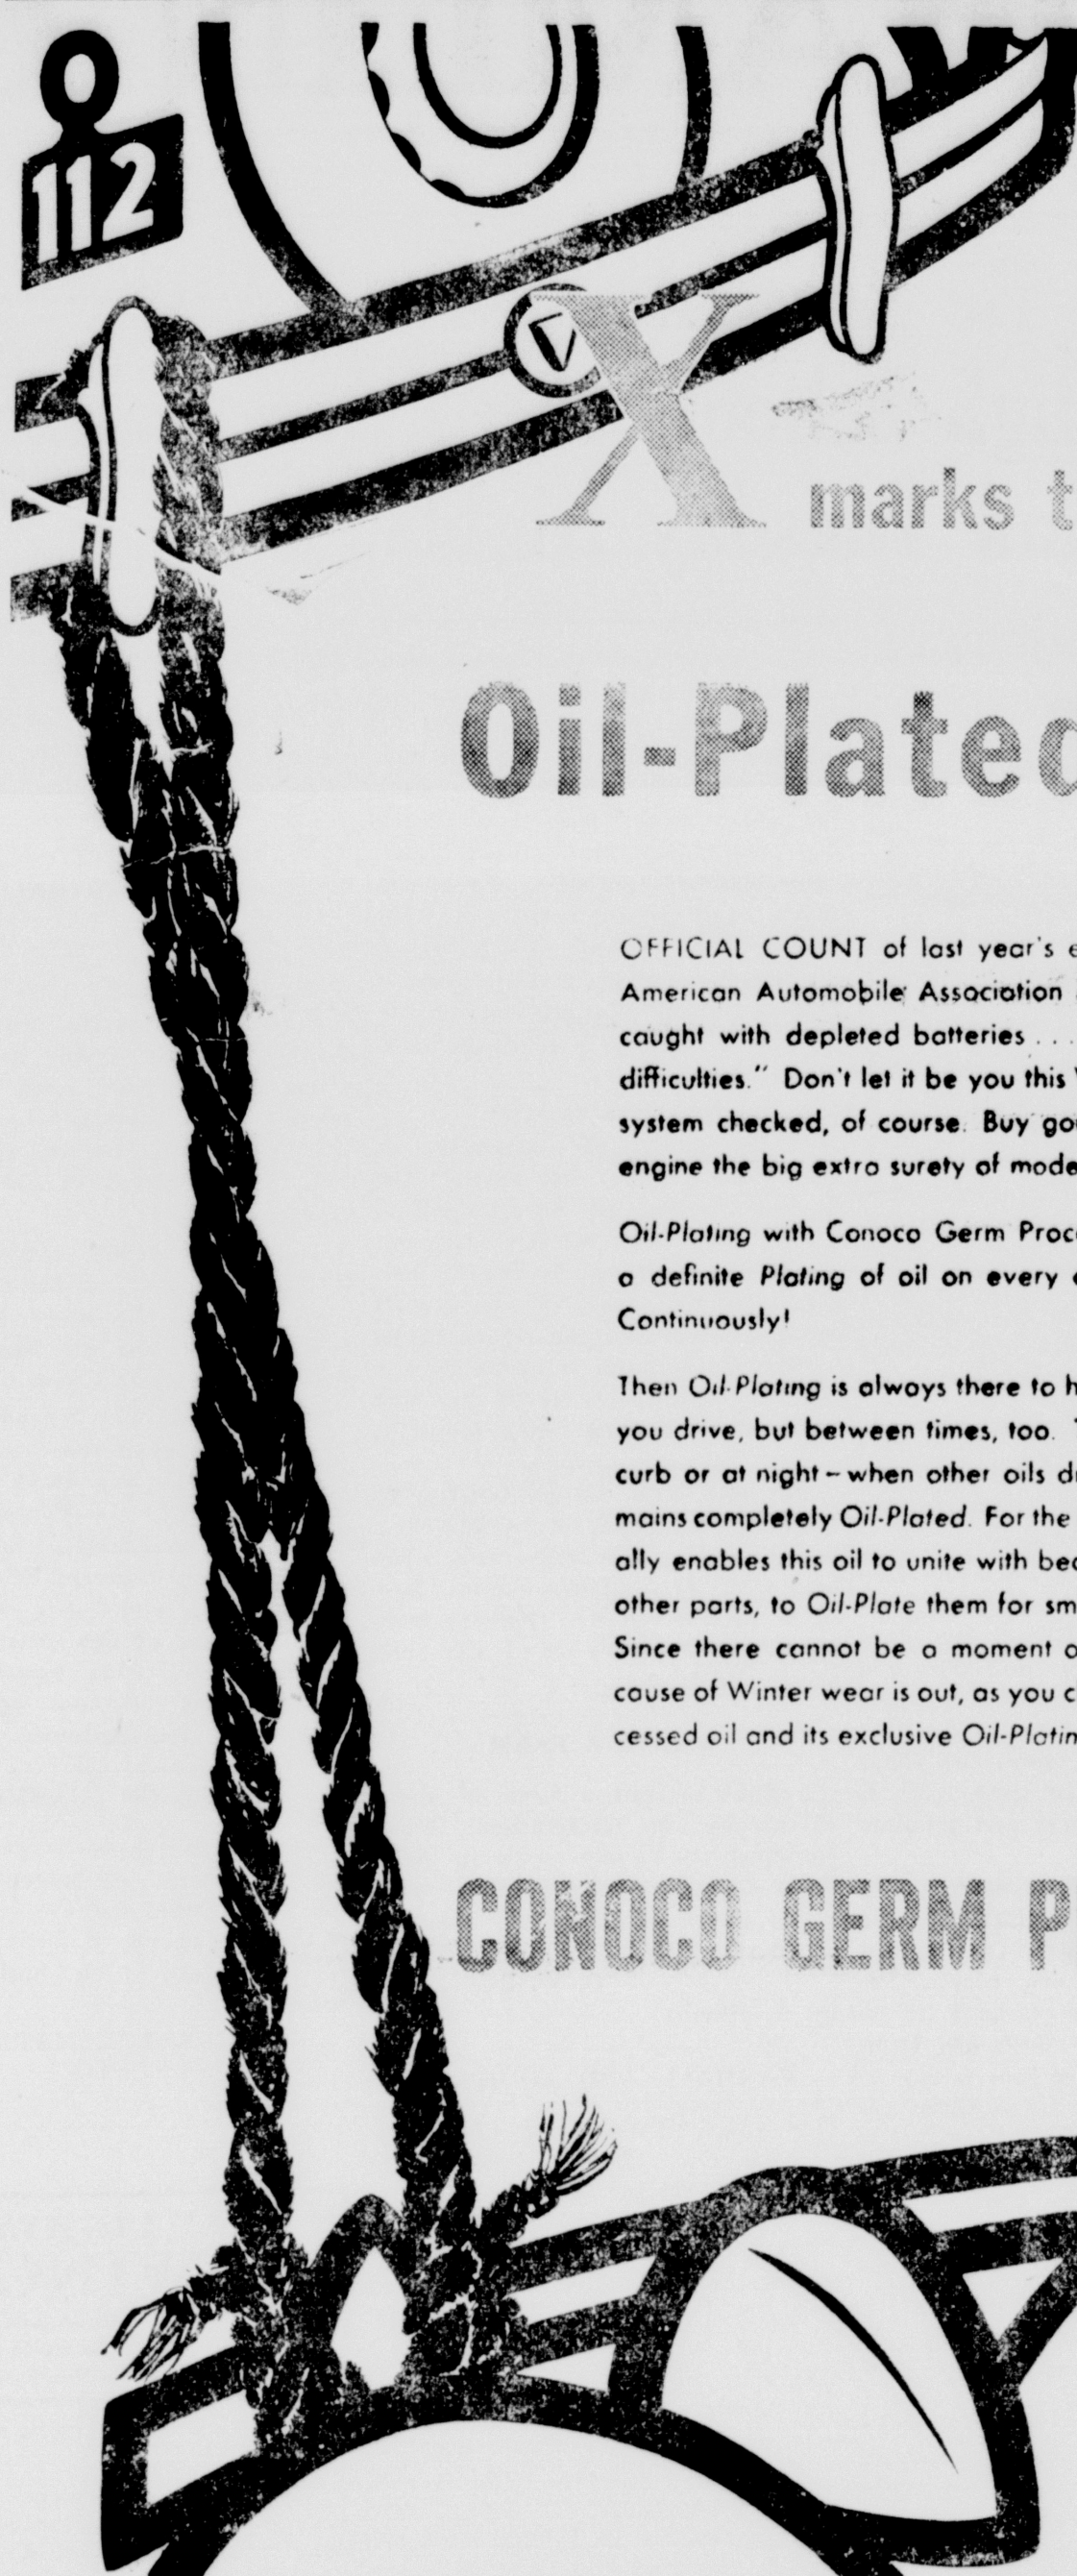 112
X marks t
Oil-Plated
OFFICIAL COUNT of last year's e
American Automobile Association
caught with depleted batteries . . .
difficulties." Don't let it be you this
system checked, of course. Buy go
engine the big extra surety of mode
Oil-Plating with Conoco Germ Proc
a definite Plating of oil on every
Continuously!
Then Oil-Plating is always there to h
you drive, but between times, too.
curb or at night – when other oils d
mains completely Oil-Plated. For the
ally enables this oil to unite with bea
other parts, to Oil-Plate them for sm
Since there cannot be a moment o
cause of Winter wear is out, as you c
cessed oil and its exclusive Oil-Platin
CONOCO GERM P